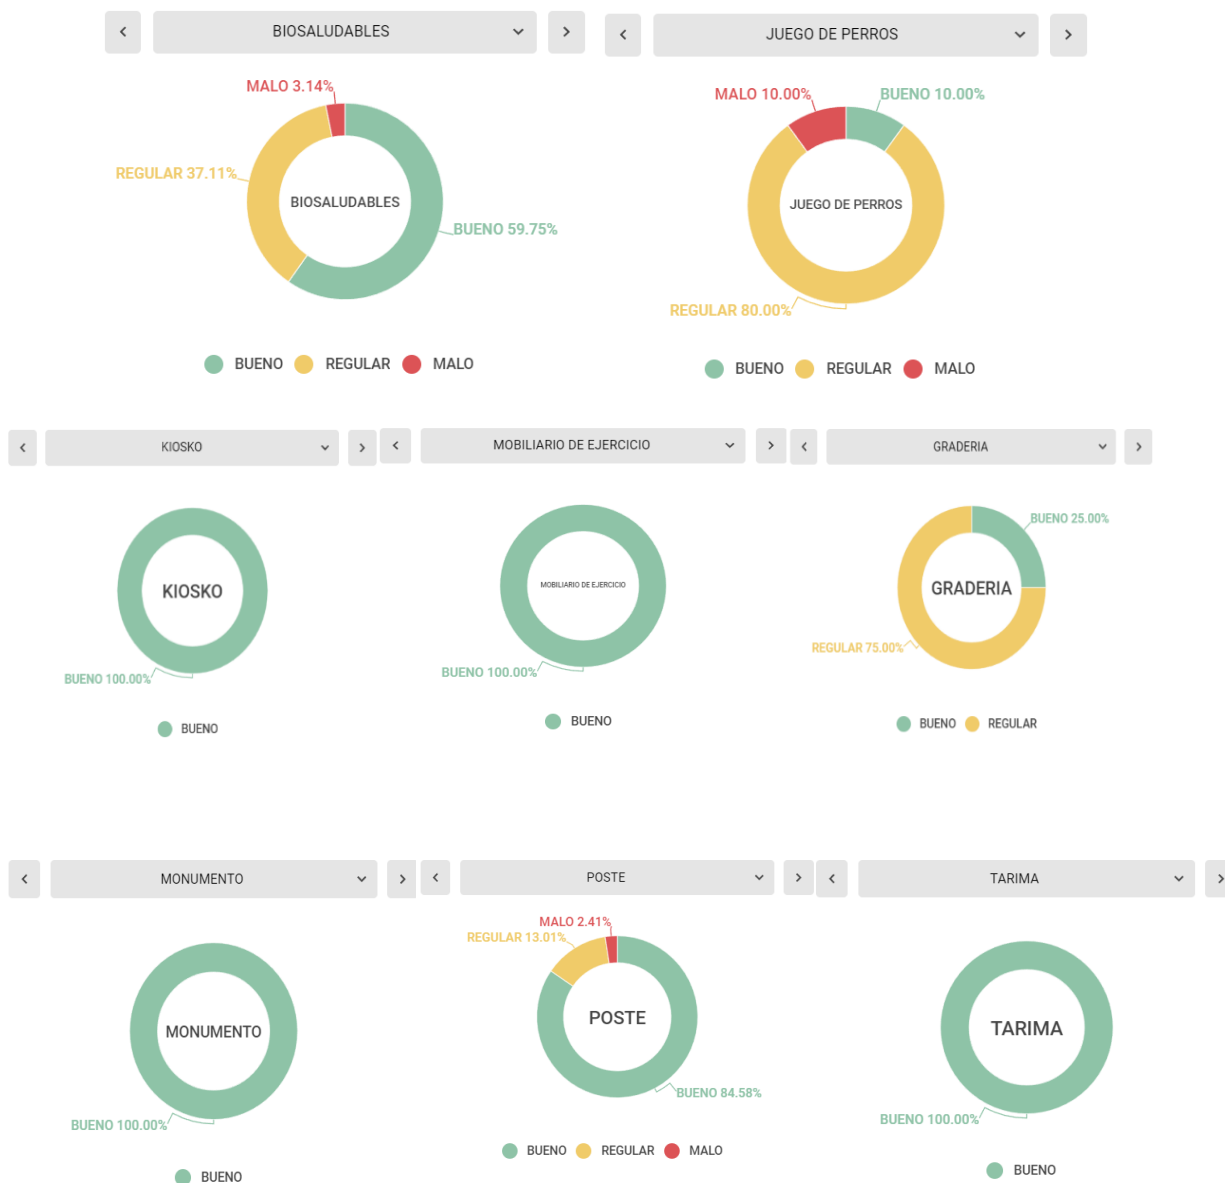 BIOSALUDABLES
MALO 3.14%
REGULAR 37.11%
BIOSALUDABLES
BUENO 59.75%
BUENO REGULAR MALO
JUEGO DE PERROS
MALO 10.00%
BUENO 10.00%
JUEGO DE PERROS
REGULAR 80.00%
BUENO REGULAR MALO
KIOSKO
KIOSKO
BUENO 100.00%
BUENO
MOBILIARIO DE EJERCICIO
MOBILIARIO DE EJERCICIO
BUENO 100.00%
BUENO
GRADERIA
BUENO 25.00%
GRADERIA
REGULAR 75.00%
BUENO REGULAR
MONUMENTO
MONUMENTO
BUENO 100.00%
BUENO
POSTE
MALO 2.41%
REGULAR 13.01%
POSTE
BUENO 84.58%
BUENO REGULAR MALO
TARIMA
TARIMA
BUENO 100.00%
BUENO